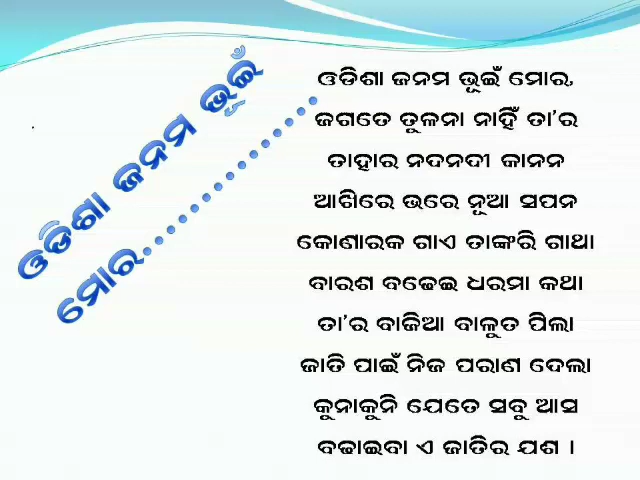 ଓଡିଶା ଜନମ ଭୂଇଁ
ମୋର..................
ଓଡିଶା ଜନମ ଭୂଇଁ ମୋର,
ଜଗତେ ତୁଳନା ନାହିଁ ତା'ର
ତାହାର ନଦନଦୀ କାନନ
ଆଖିରେ ଭରେ ନୂଆ ସପନ
କୋଣାରକ ଗାଏ ତାଙ୍କରି ଗାଥା
ବାରଶ ବଢେଇ ଧରମା କଥା
ତା'ର ବାଜିଆ ବାଳୁତ ପିଲା
ଜାତି ପାଇଁ ନିଜ ପରାଣ ଦେଲା
କୁନାକୁନି ଯେତେ ସବୁ ଆସ
ବଢାଇବା ଏ ଜାତିର ଯଶ ।